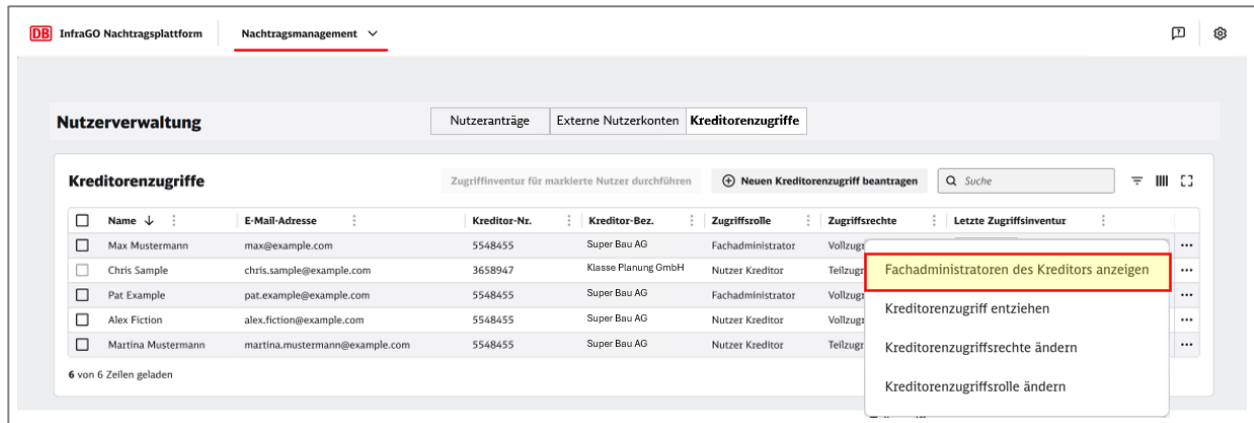 DB InfraGO Nachtragsplattform Nachtragsmanagement
Nutzerverwaltung
Nutzeranträge Externe Nutzerkonten Kreditorenzugriffe
Kreditorenzugriffe
Zugriffinventur für markierte Nutzer durchführen Neuen Kreditorenzugriff beantragen Suche
Name E-Mail-Adresse Kreditor-Nr. Kreditor-Bez. Zugriffsrolle Zugriffsrechte Letzte Zugriffsinventur
Max Mustermann max@example.com 5548455 Super Bau AG Fachadministrator Vollzugr
Chris Sample chris.sample@example.com 3658947 Klasse Planung GmbH Nutzer Kreditor Teilzugr
Pat Example pat.example@example.com 5548455 Super Bau AG Fachadministrator Vollzugr
Alex Fiction alex.fiction@example.com 5548455 Super Bau AG Nutzer Kreditor Vollzugr
Martina Mustermann martina.mustermann@example.com 5548455 Super Bau AG Nutzer Kreditor Teilzugr
6 von 6 Zeilen geladen
Fachadministratoren des Kreditors anzeigen
Kreditorenzugriff entziehen
Kreditorenzugriffsrechte ändern
Kreditorenzugriffsrolle ändern